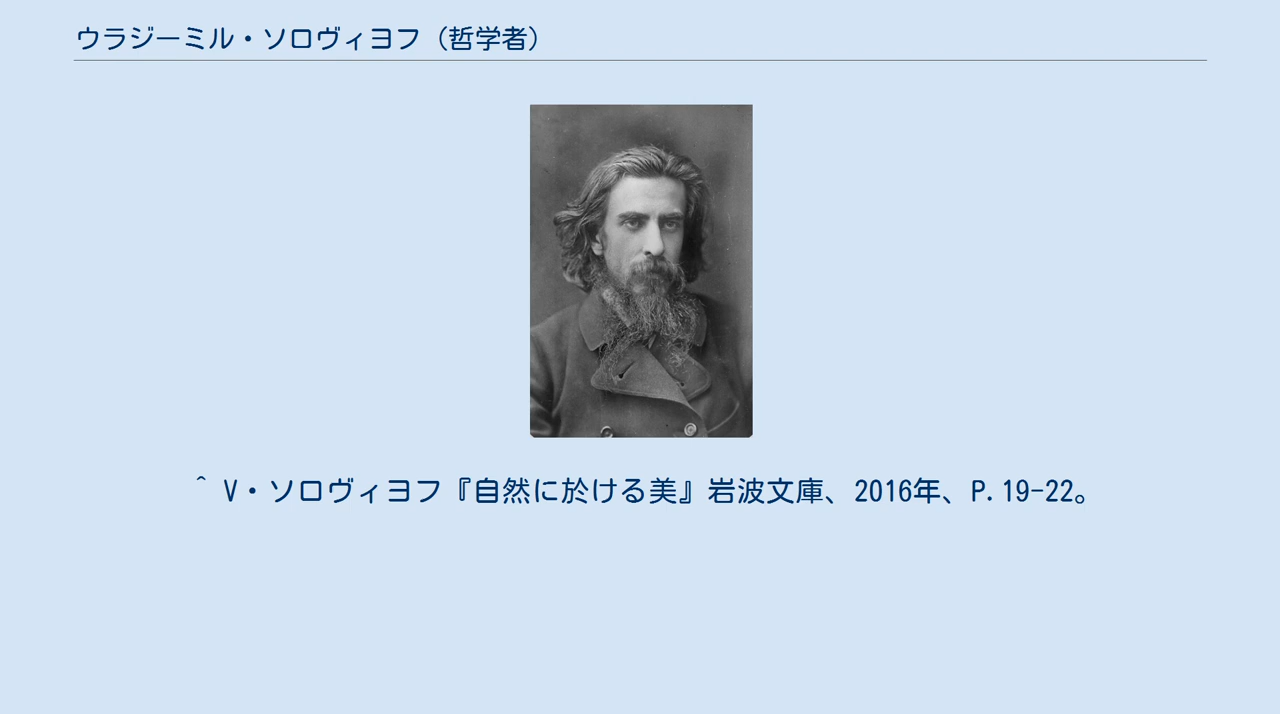 ウラジーミル・ソロヴィヨフ（哲学者）
^ V・ソロヴィヨフ『自然に於ける美』岩波文庫、2016年、P.19-22。